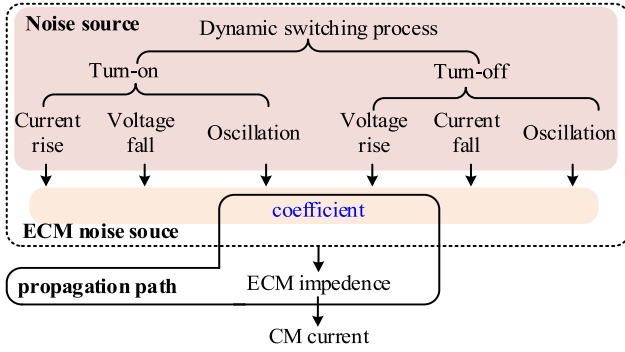 Noise source
Dynamic switching process
Turn-on
Turn-off
Current rise
Voltage fall
Oscillation
Voltage rise
Current fall
Oscillation
coefficient
ECM noise souce
propagation path
ECM impedence
CM current